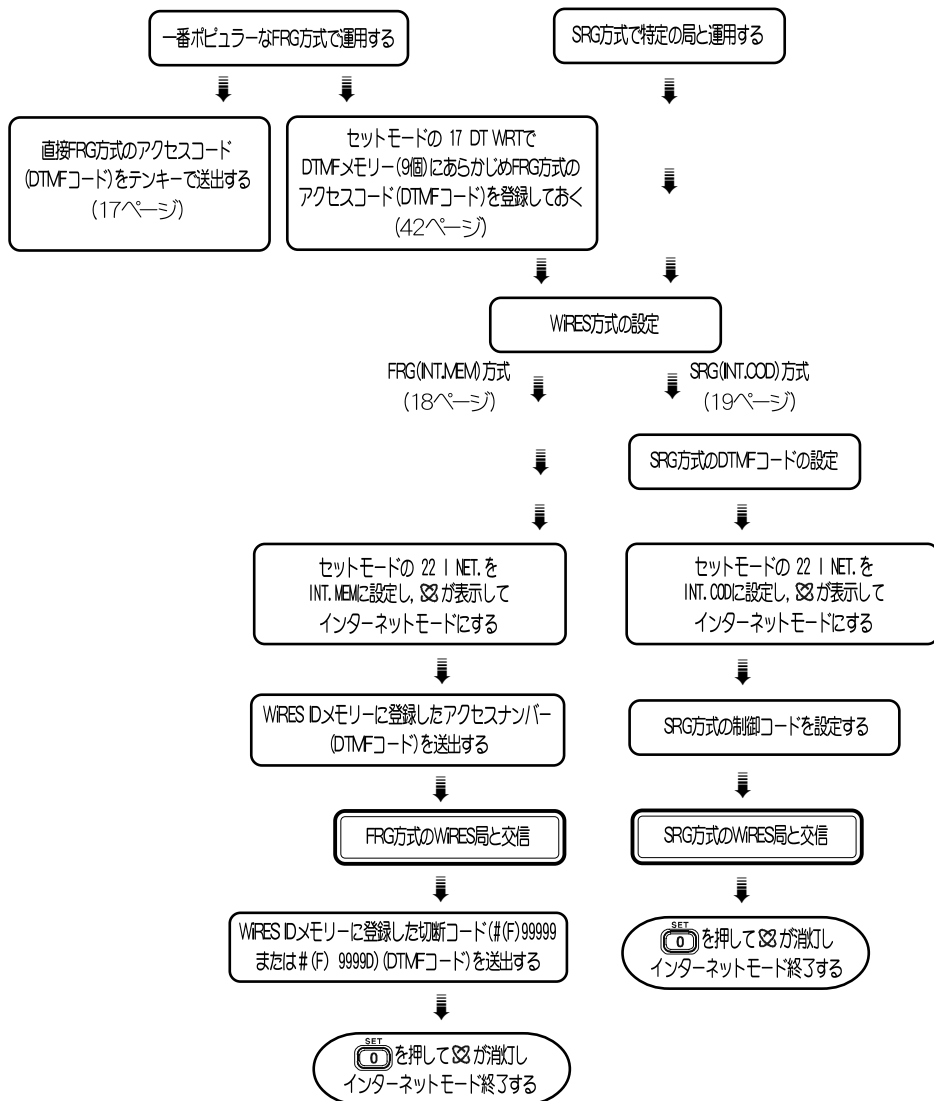 一番ポピュラーなFRG方式で運用する
SRG方式で特定の局と運用する
直接FRG方式のアクセスコード
(DTMFコード)をテンキーで送出する
(17ページ)
セットモードの 17 DT WRTで
DTMFメモリー(9個)にあらかじめFRG方式の
アクセスコード(DTMFコード)を登録しておく
(42ページ)
WiRES方式の設定
FRG(INT.MEM)方式
(18ページ)
SRG(INT.COD)方式
(19ページ)
SRG方式のDTMFコードの設定
セットモードの 22 I NET.を
INT.MEMに設定し, が表示して
インターネットモードにする
セットモードの 22 I NET.を
INT.CODに設定し, が表示して
インターネットモードにする
WiRES IDメモリーに登録したアクセスナンバー
(DTMFコード)を送出する
SRG方式の制御コードを設定する
FRG方式のWiRES局と交信
SRG方式のWiRES局と交信
WiRES IDメモリーに登録した切断コード(#(F)99999
または#(F) 9999D)(DTMFコード)を送出する
SET
0 を押して が消灯し
インターネットモード終了する
SET
0 を押して が消灯し
インターネットモード終了する